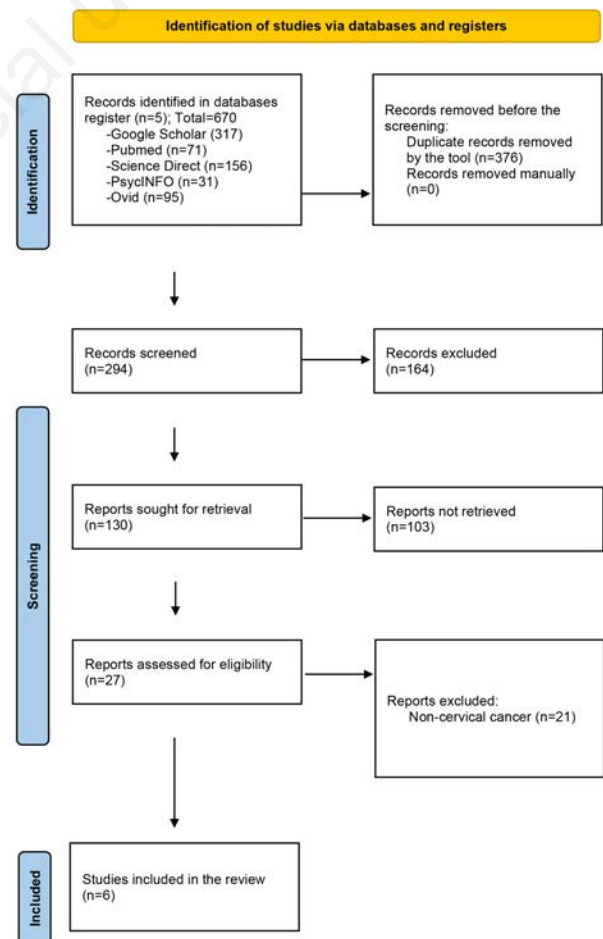 Identification of studies via databases and registers
Identification
Records identified in databases
register (n=5); Total=670
-Google Scholar (317)
-Pubmed (n=71)
-Science Direct (n=156)
-PsycINFO (n=31)
-Ovid (n=95)
Records removed before the
screening:
Duplicate records removed
by the tool (n=376)
Records removed manually
(n=0)
Records screened
(n=294)
Records excluded
(n=164)
Screening
Reports sought for retrieval
(n=130)
Reports not retrieved
(n=103)
Reports assessed for eligibility
(n=27)
Reports excluded:
Non-cervical cancer (n=21)
Included
Studies included in the review
(n=6)